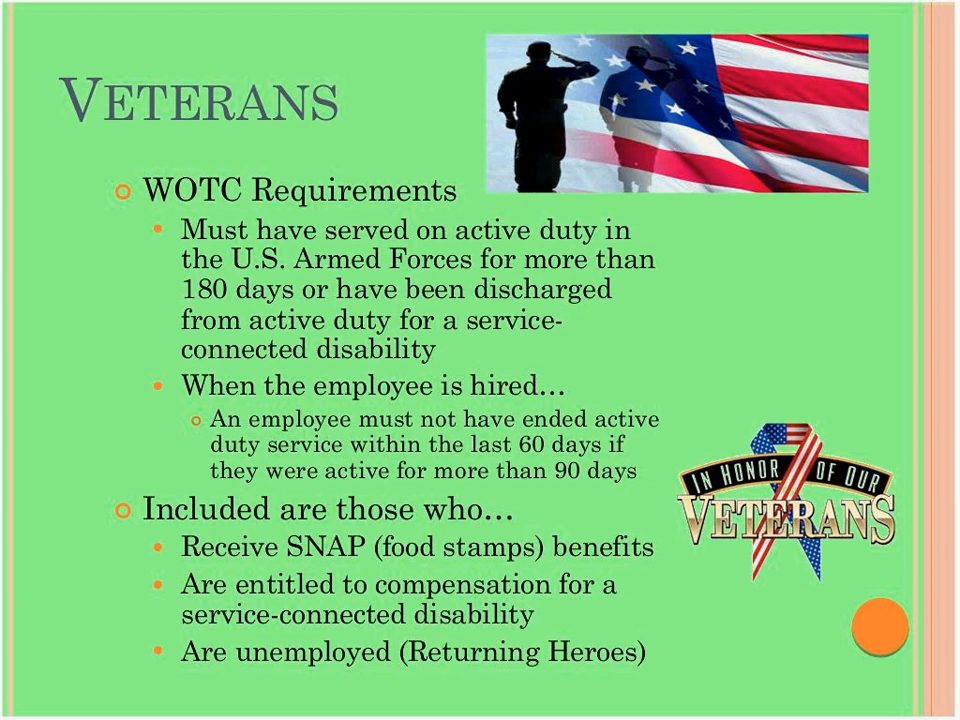 VETERANS
WOTC Requirements
Must have served on active duty in
the U.S. Armed Forces for more than
180 days or have been discharged
from active duty for a service-
connected disability
When the employee is hired…
An employee must not have ended active
duty service within the last 60 days if
they were active for more than 90 days
IN HONOR OF OUR
VETERANS
Included are those who…
Receive SNAP (food stamps) benefits
Are entitled to compensation for a
service-connected disability
Are unemployed (Returning Heroes)